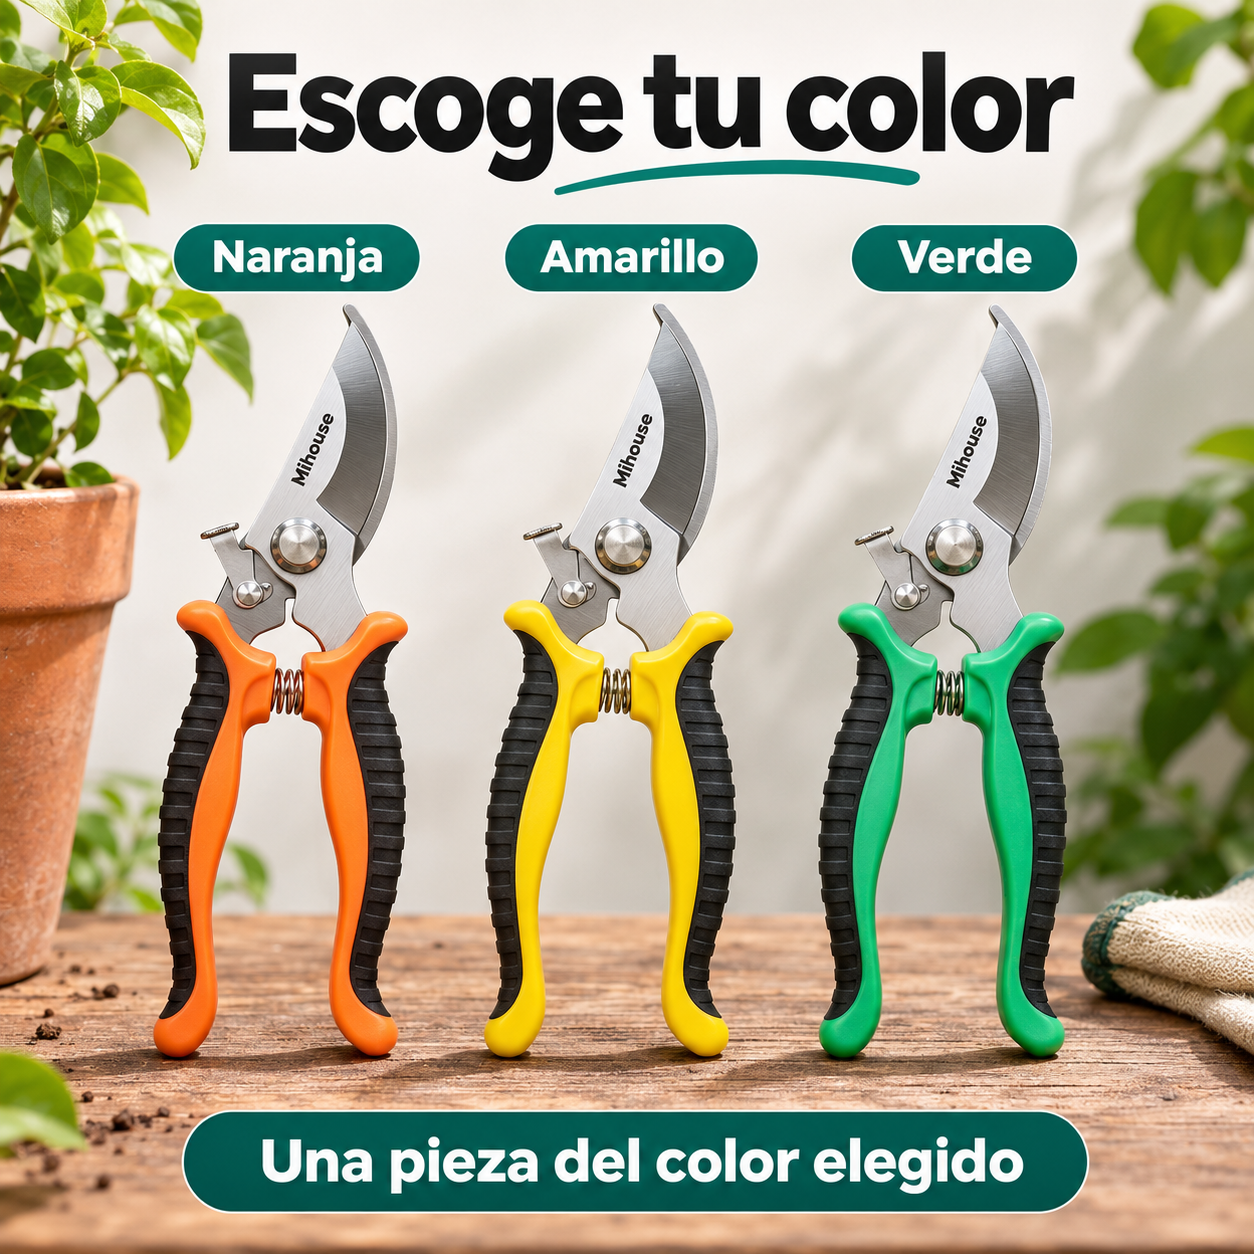 Escoge tu color
Naranja
Amarillo
Verde
Mihouse
Mihouse
Mihouse
Una pieza del color elegido